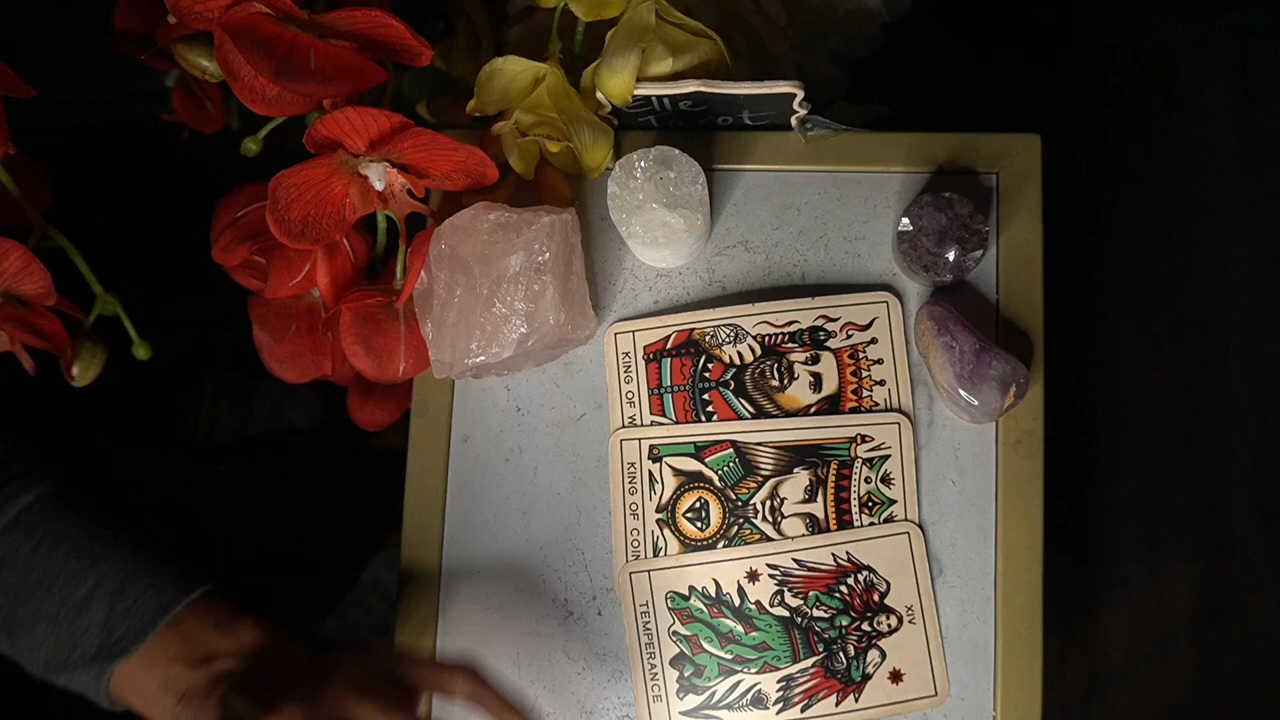 Elle
Tarot
KING OF W
KING OF COIN
XIV
TEMPERANCE